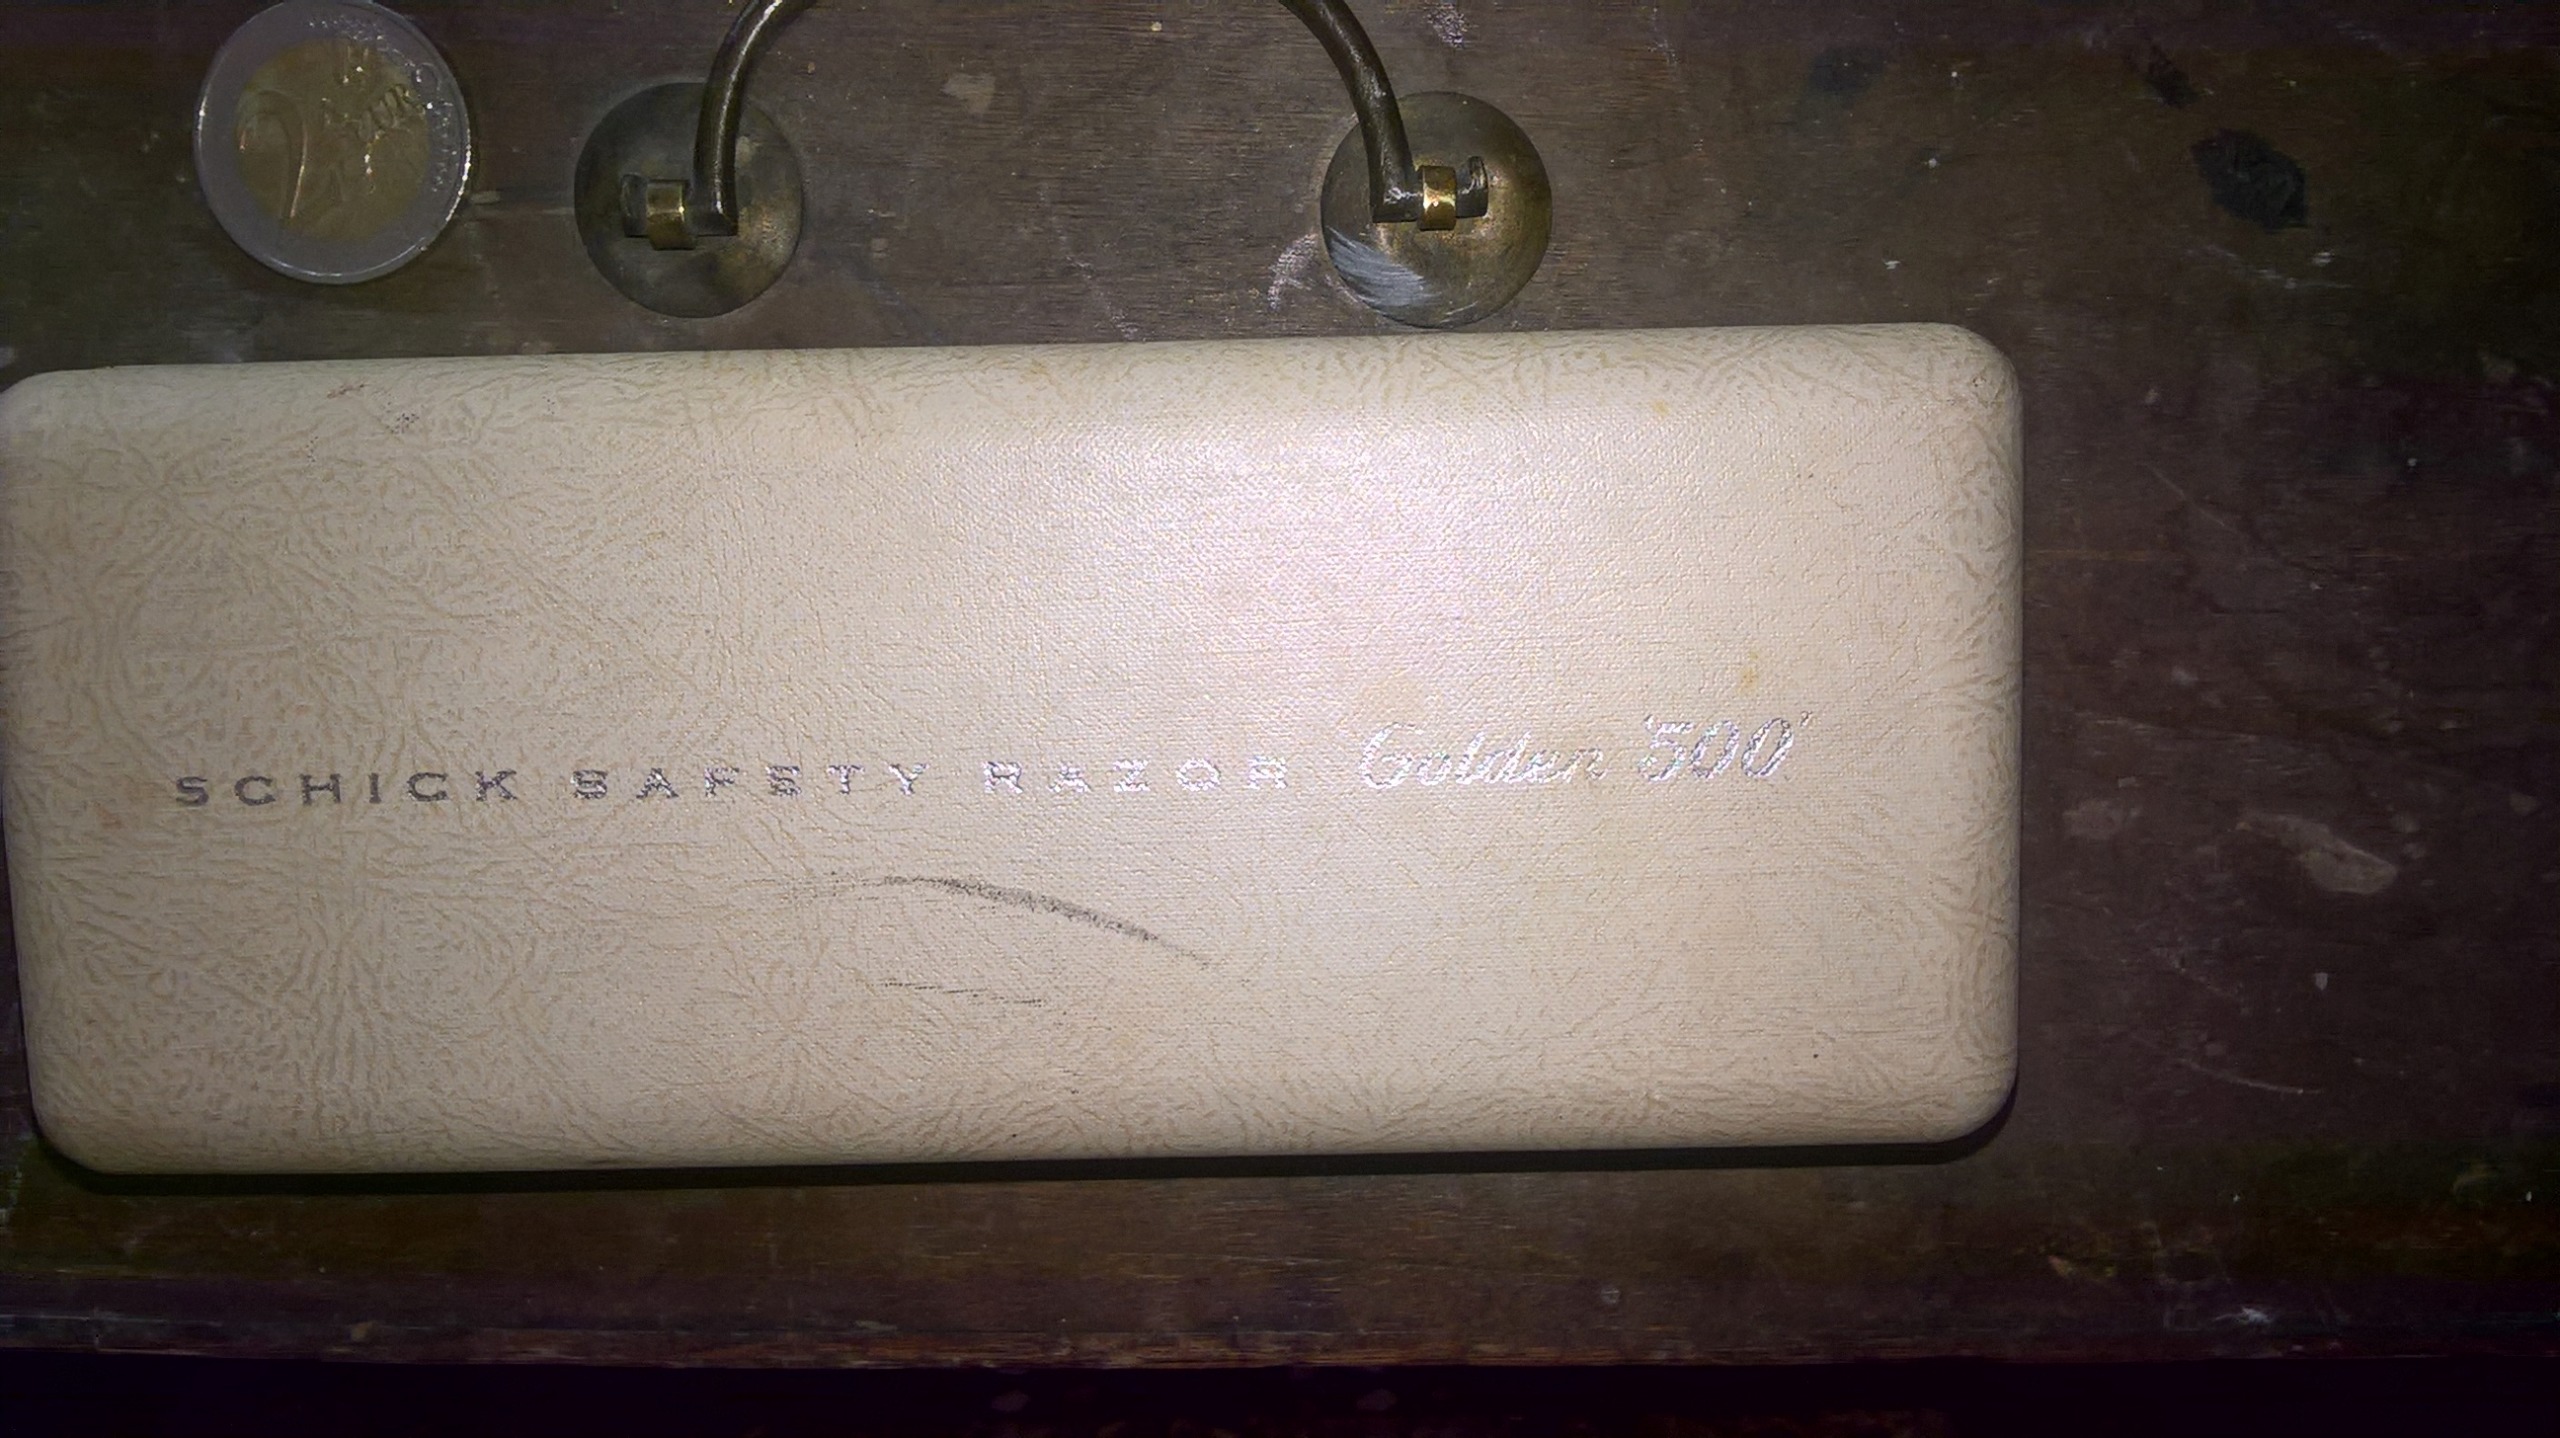 2 EURO
SCHICK SAFETY RAZOR Golden '500'